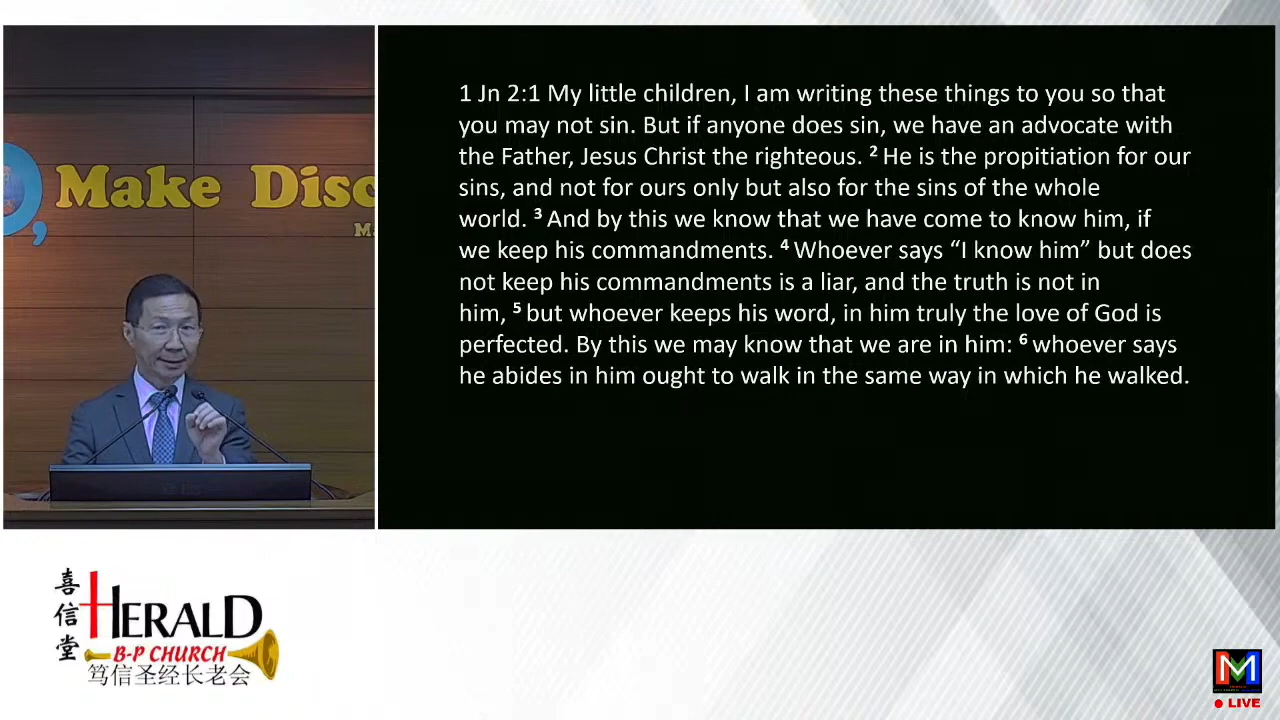 Make Disc
M
1 Jn 2:1 My little children, I am writing these things to you so that
you may not sin. But if anyone does sin, we have an advocate with
the Father, Jesus Christ the righteous. ² He is the propitiation for our
sins, and not for ours only but also for the sins of the whole
world. ³ And by this we know that we have come to know him, if
we keep his commandments. ⁴ Whoever says “I know him” but does
not keep his commandments is a liar, and the truth is not in
him, ⁵ but whoever keeps his word, in him truly the love of God is
perfected. By this we may know that we are in him: ⁶ whoever says
he abides in him ought to walk in the same way in which he walked.
喜信堂
HERALD
B-P CHURCH
笃信圣经长老会
M
LIVE